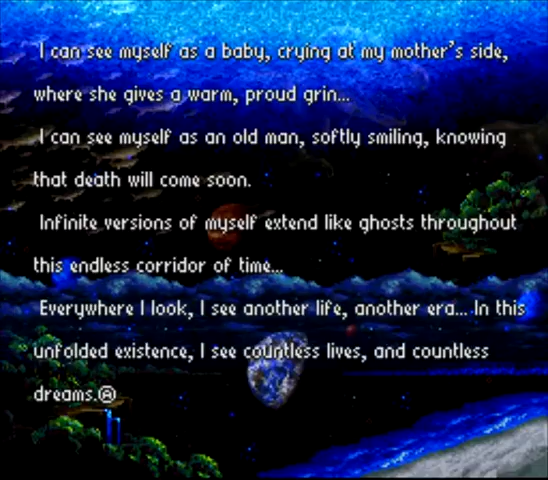 I can see myself as a baby, crying at my mother's side,
where she gives a warm, proud grin...
I can see myself as an old man, softly smiling, knowing
that death will come soon.
Infinite versions of myself extend like ghosts throughout
this endless corridor of time...
Everywhere I look, I see another life, another era... In this
unfolded existence, I see countless lives, and countless
dreams.Ⓐ